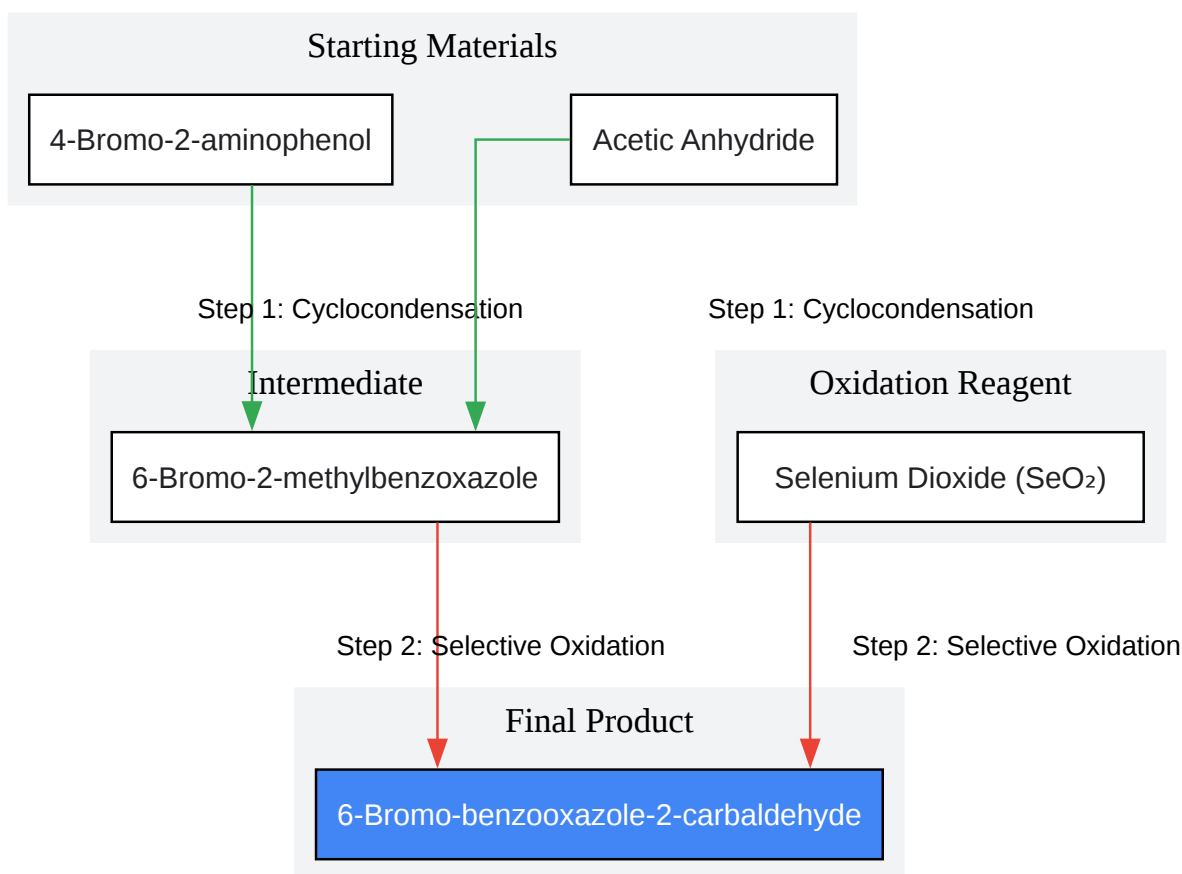 Starting Materials
4-Bromo-2-aminophenol
Acetic Anhydride
Step 1: Cyclocondensation
Step 1: Cyclocondensation
Intermediate
Oxidation Reagent
6-Bromo-2-methylbenzoxazole
Selenium Dioxide (SeO₂)
Step 2: Selective Oxidation
Step 2: Selective Oxidation
Final Product
6-Bromo-benzooxazole-2-carbaldehyde